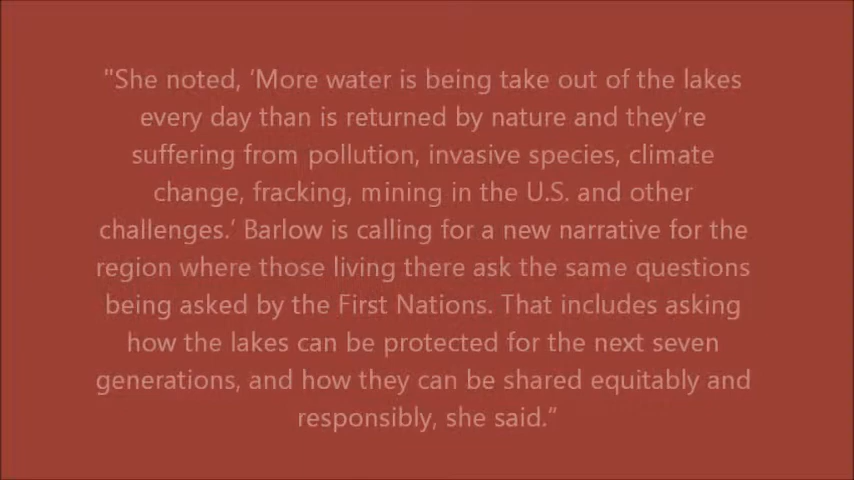 "She noted, ‘More water is being take out of the lakes
every day than is returned by nature and they’re
suffering from pollution, invasive species, climate
change, fracking, mining in the U.S. and other
challenges.’ Barlow is calling for a new narrative for the
region where those living there ask the same questions
being asked by the First Nations. That includes asking
how the lakes can be protected for the next seven
generations, and how they can be shared equitably and
responsibly, she said.”